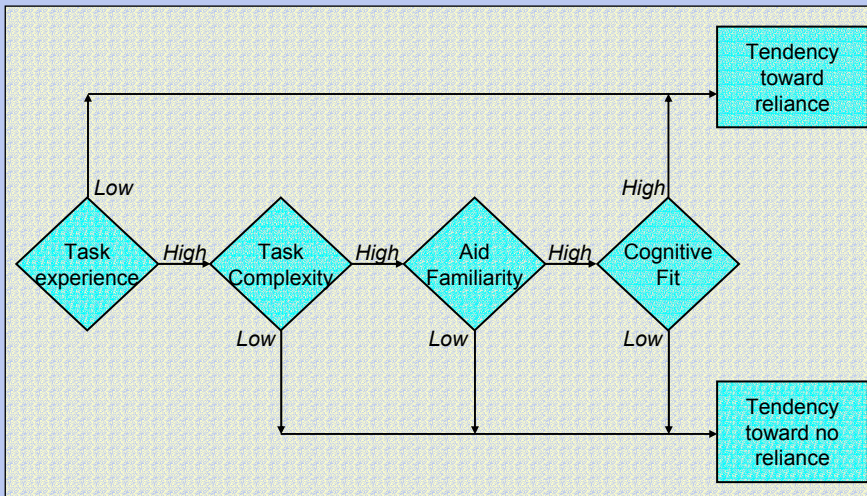 Tendency
toward
reliance
Low
High
Task
experience
High
Task
Complexity
High
Aid
Familiarity
High
Cognitive
Fit
Low
Low
Low
Tendency
toward no
reliance